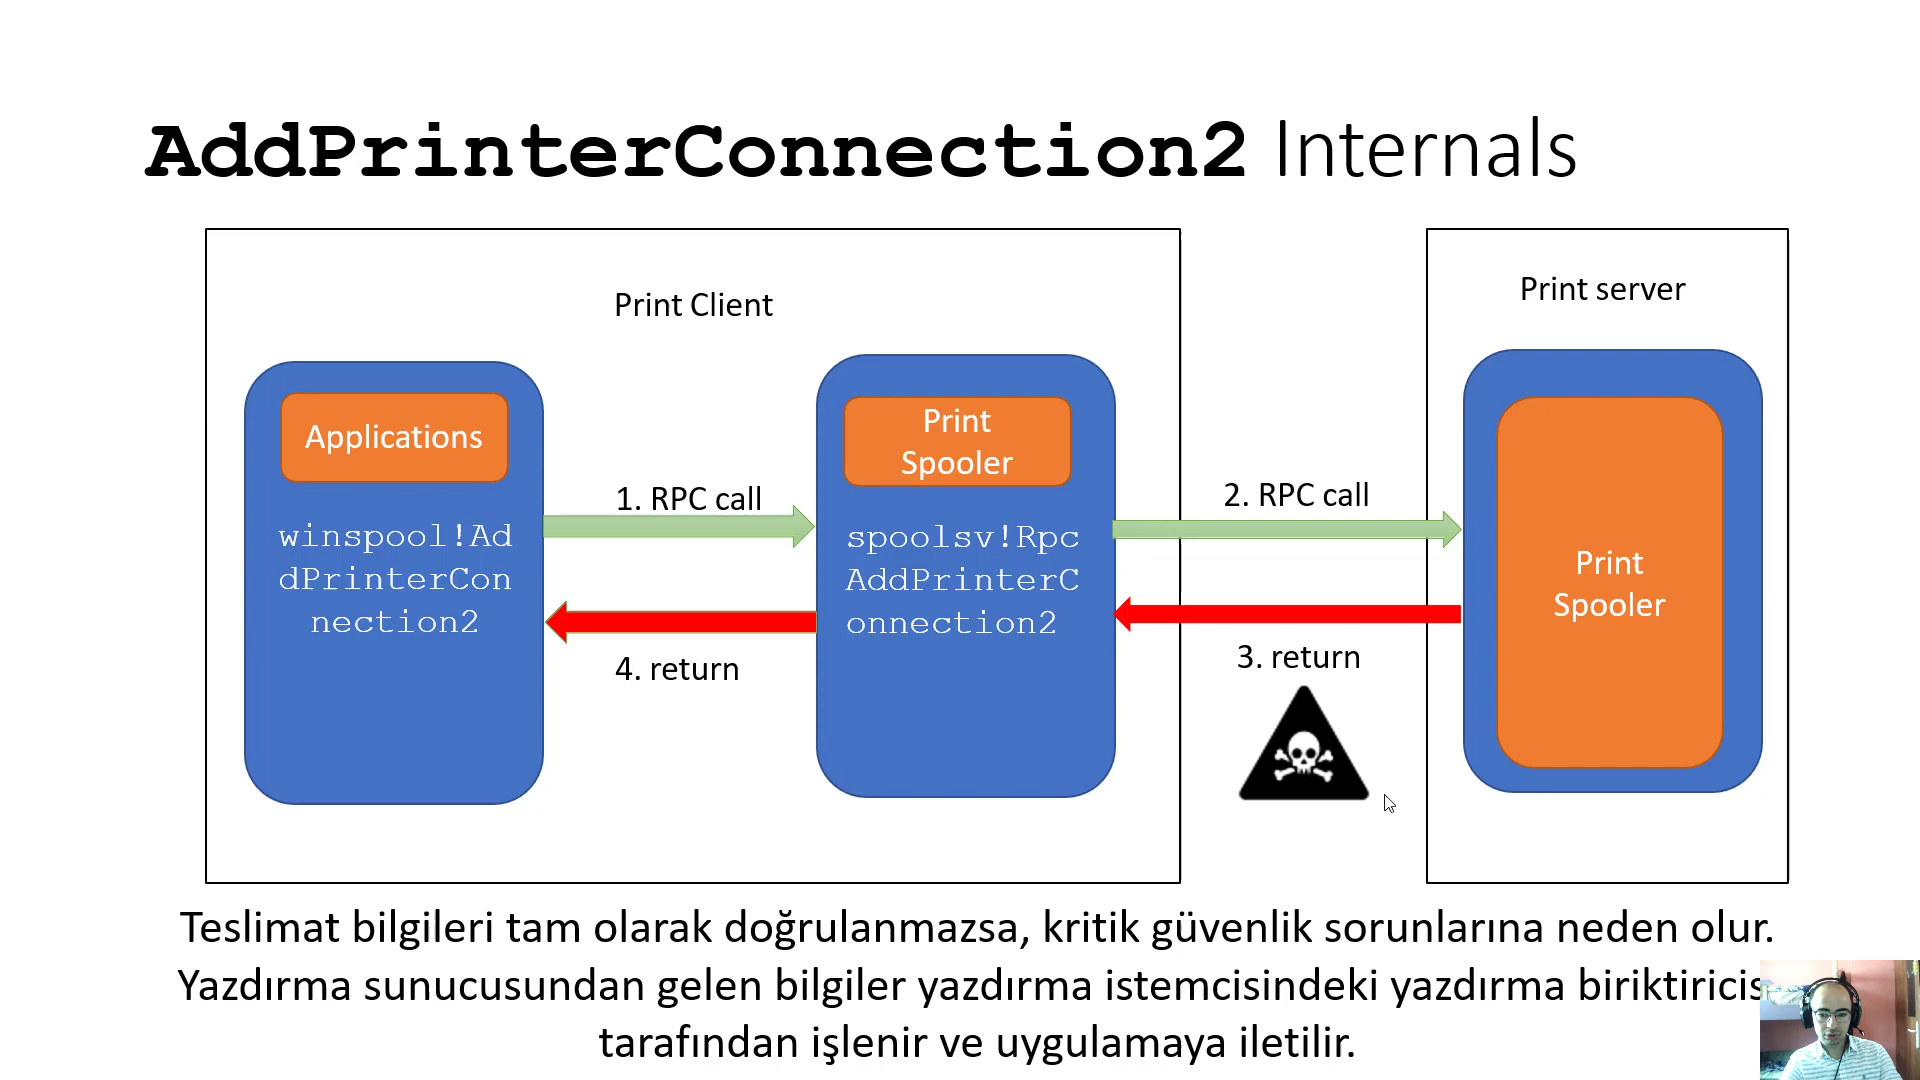 AddPrinterConnection2 Internals
Print Client
Print server
Applications
winspool!Ad
dPrinterCon
nection2
1. RPC call
4. return
Print
Spooler
spoolsv!Rpc
AddPrinterC
onnection2
2. RPC call
3. return
Print
Spooler
Teslimat bilgileri tam olarak doğrulanmazsa, kritik güvenlik sorunlarına neden olur.
Yazdırma sunucusundan gelen bilgiler yazdırma istemcisindeki yazdırma biriktiricis
tarafından işlenir ve uygulamaya iletilir.